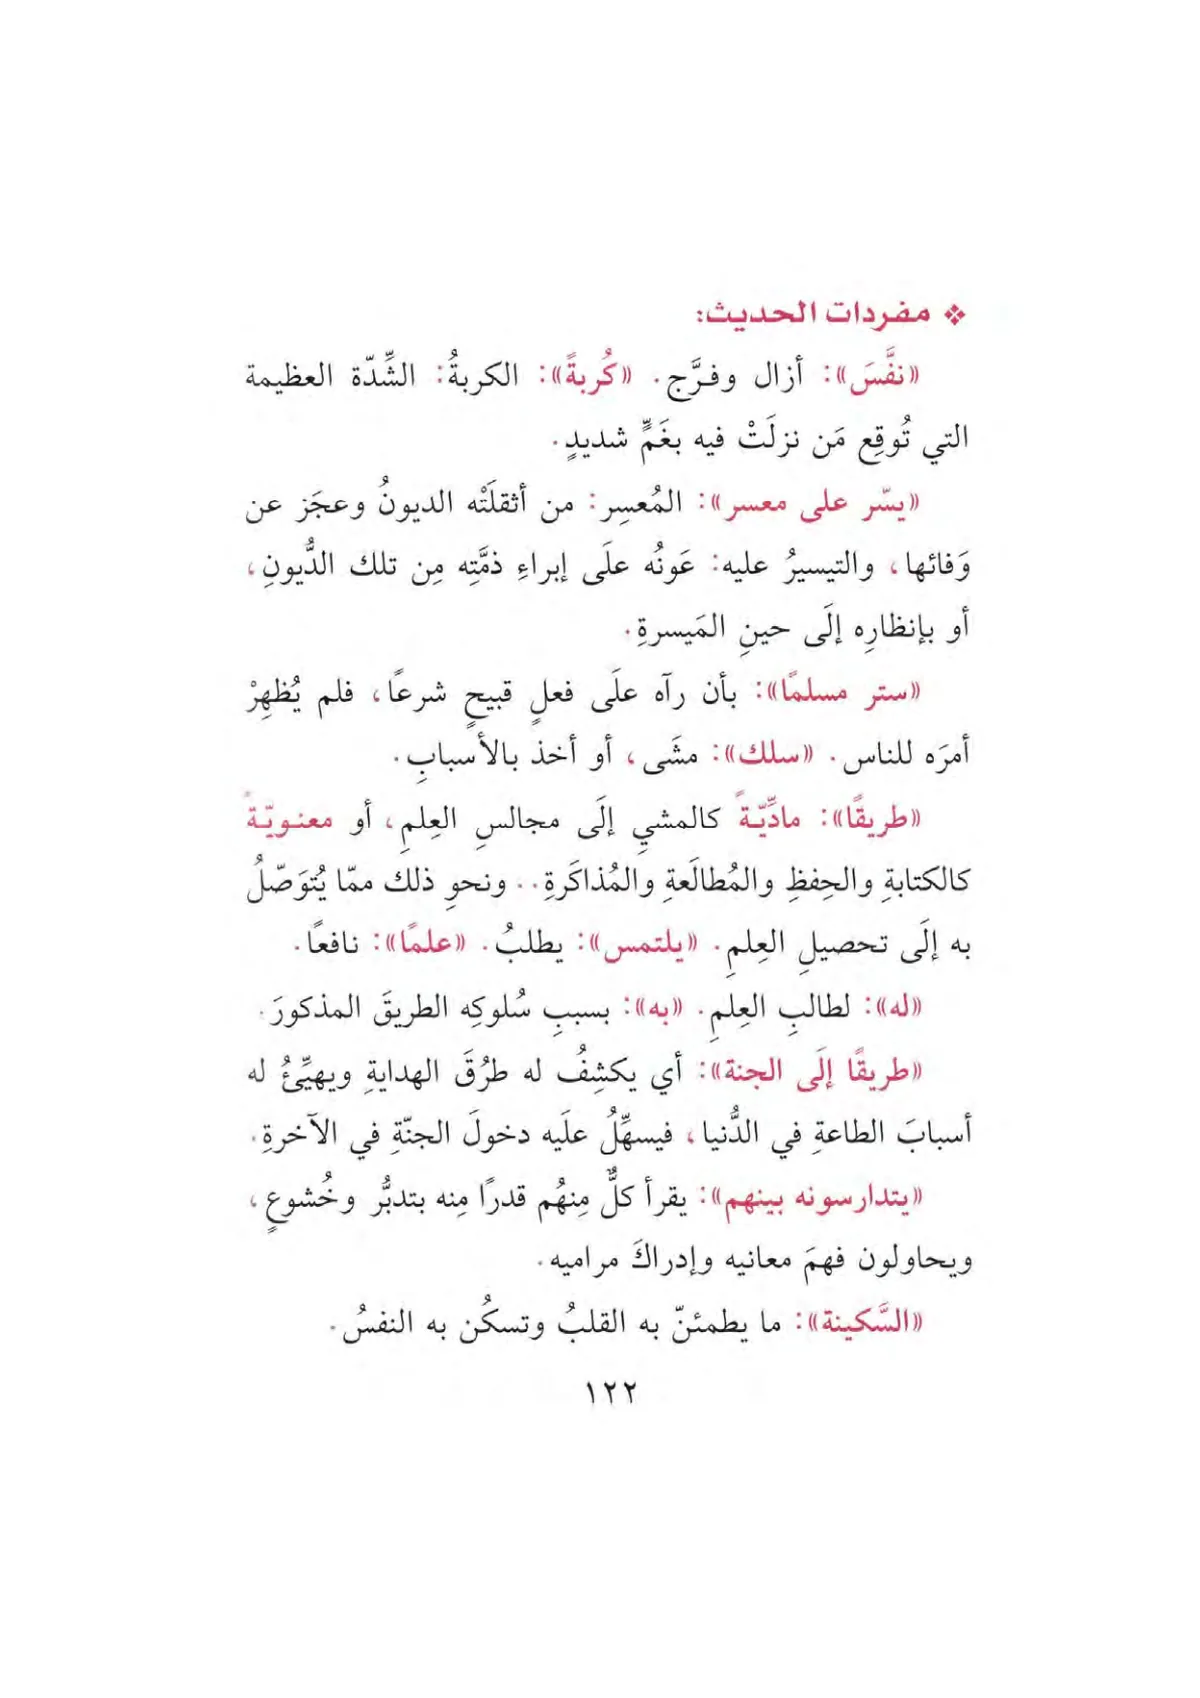 ❖ مفردات الحديث:
«نفَّسَ»: أزال وفرَّج. «كُربةً»: الكربةُ: الشِّدّة العظيمة
التي تُوقِع مَن نزلَتْ فيه بغَمٍّ شديدٍ.
«يسّر على معسر»: المُعسِر: من أثقلَتْه الديونُ وعجَز عن
وَفائها، والتيسيرُ عليه: عَونُه علَى إبراءِ ذمَّتِه مِن تلك الدُّيونِ،
أو بإنظارِه إلَى حينِ المَيسرةِ.
«ستر مسلمًا»: بأن رآه علَى فعلٍ قبيحٍ شرعًا، فلم يُظهِرْ
أمرَه للناس. «سلك»: مشَى، أو أخذ بالأسبابِ.
«طريقًا»: مادِّيّةً كالمشيِ إلَى مجالسِ العِلمِ، أو معنويّةً
كالكتابةِ والحِفظِ والمُطالَعةِ والمُذاكَرةِ.. ونحوِ ذلك ممّا يُتوَصّلُ
به إلَى تحصيلِ العِلمِ. «يلتمس»: يطلبُ. «علمًا»: نافعًا.
«له»: لطالبِ العِلمِ. «به»: بسببِ سُلوكِه الطريقَ المذكورَ.
«طريقًا إلَى الجنة»: أي يكشِفُ له طرُقَ الهدايةِ ويهيِّئُ له
أسبابَ الطاعةِ في الدُّنيا، فيسهِّلُ علَيه دخولَ الجنّةِ في الآخرةِ.
«يتدارسونه بينهم»: يقرأ كلٌّ مِنهُم قدرًا مِنه بتدبُّرٍ وخُشوعٍ،
ويحاولون فهمَ معانيه وإدراكَ مراميه.
«السَّكينة»: ما يطمئنّ به القلبُ وتسكُن به النفسُ.
١٢٢